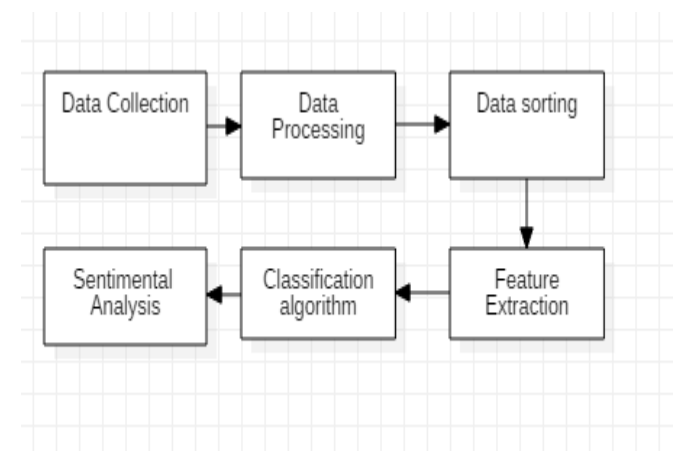 Data Collection
Data
Processing
Data sorting
Sentimental
Analysis
Classification
algorithm
Feature
Extraction